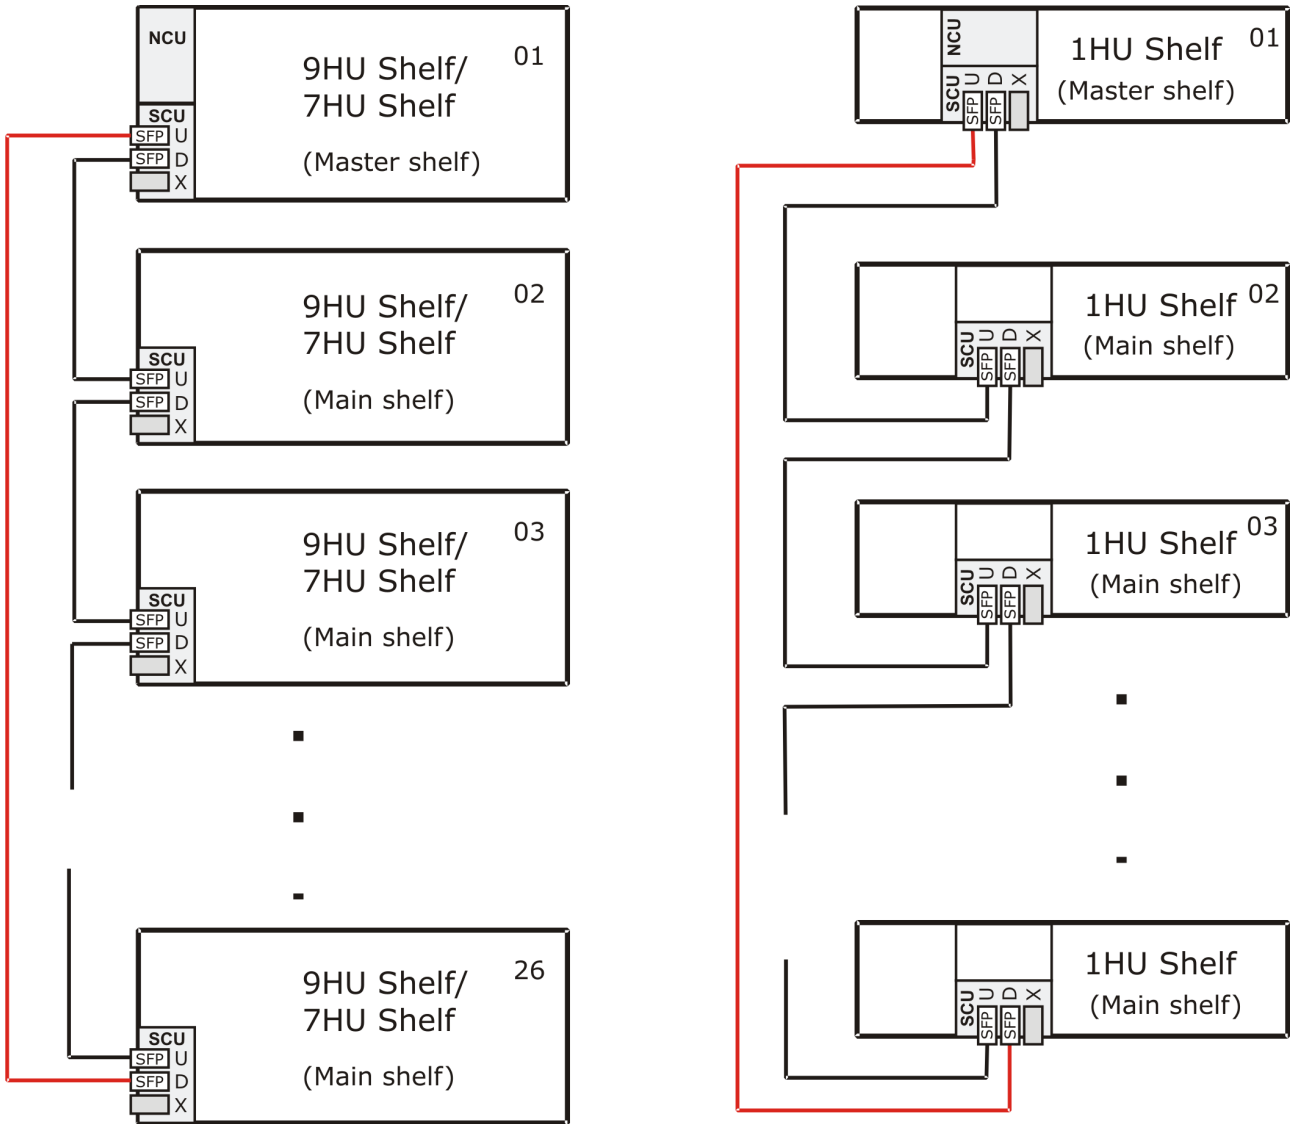 NCU
9HU Shelf/ 01
7HU Shelf
SCU
SFP U
SFP D
(Master shelf)
X
9HU Shelf/ 02
7HU Shelf
SCU
SFP U
SFP D
(Main shelf)
X
9HU Shelf/ 03
7HU Shelf
SCU
SFP U
SFP D
(Main shelf)
X
9HU Shelf/ 26
7HU Shelf
SCU
SFP U
SFP D
(Main shelf)
X
NCU
1HU Shelf 01
(Master shelf)
SCU U D X
SFP SFP
1HU Shelf 02
(Main shelf)
SCU U D X
SFP SFP
1HU Shelf 03
(Main shelf)
SCU U D X
SFP SFP
1HU Shelf
(Main shelf)
SCU U D X
SFP SFP